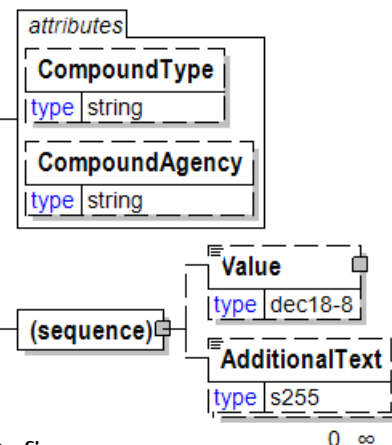 attributes
CompoundType
type string
CompoundAgency
type string
Value
type dec18-8
(sequence)
AdditionalText
type s255
0 ∞